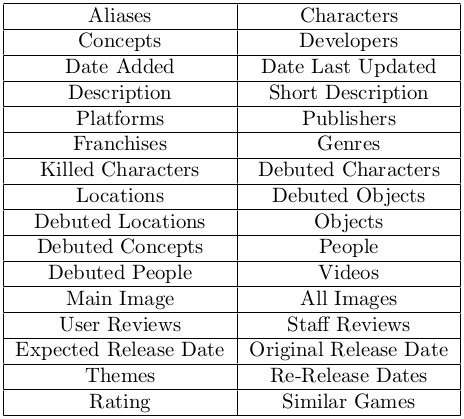 Aliases Characters
Concepts Developers
Date Added Date Last Updated
Description Short Description
Platforms Publishers
Franchises Genres
Killed Characters Debuted Characters
Locations Debuted Objects
Debuted Locations Objects
Debuted Concepts People
Debuted People Videos
Main Image All Images
User Reviews Staff Reviews
Expected Release Date Original Release Date
Themes Re-Release Dates
Rating Similar Games